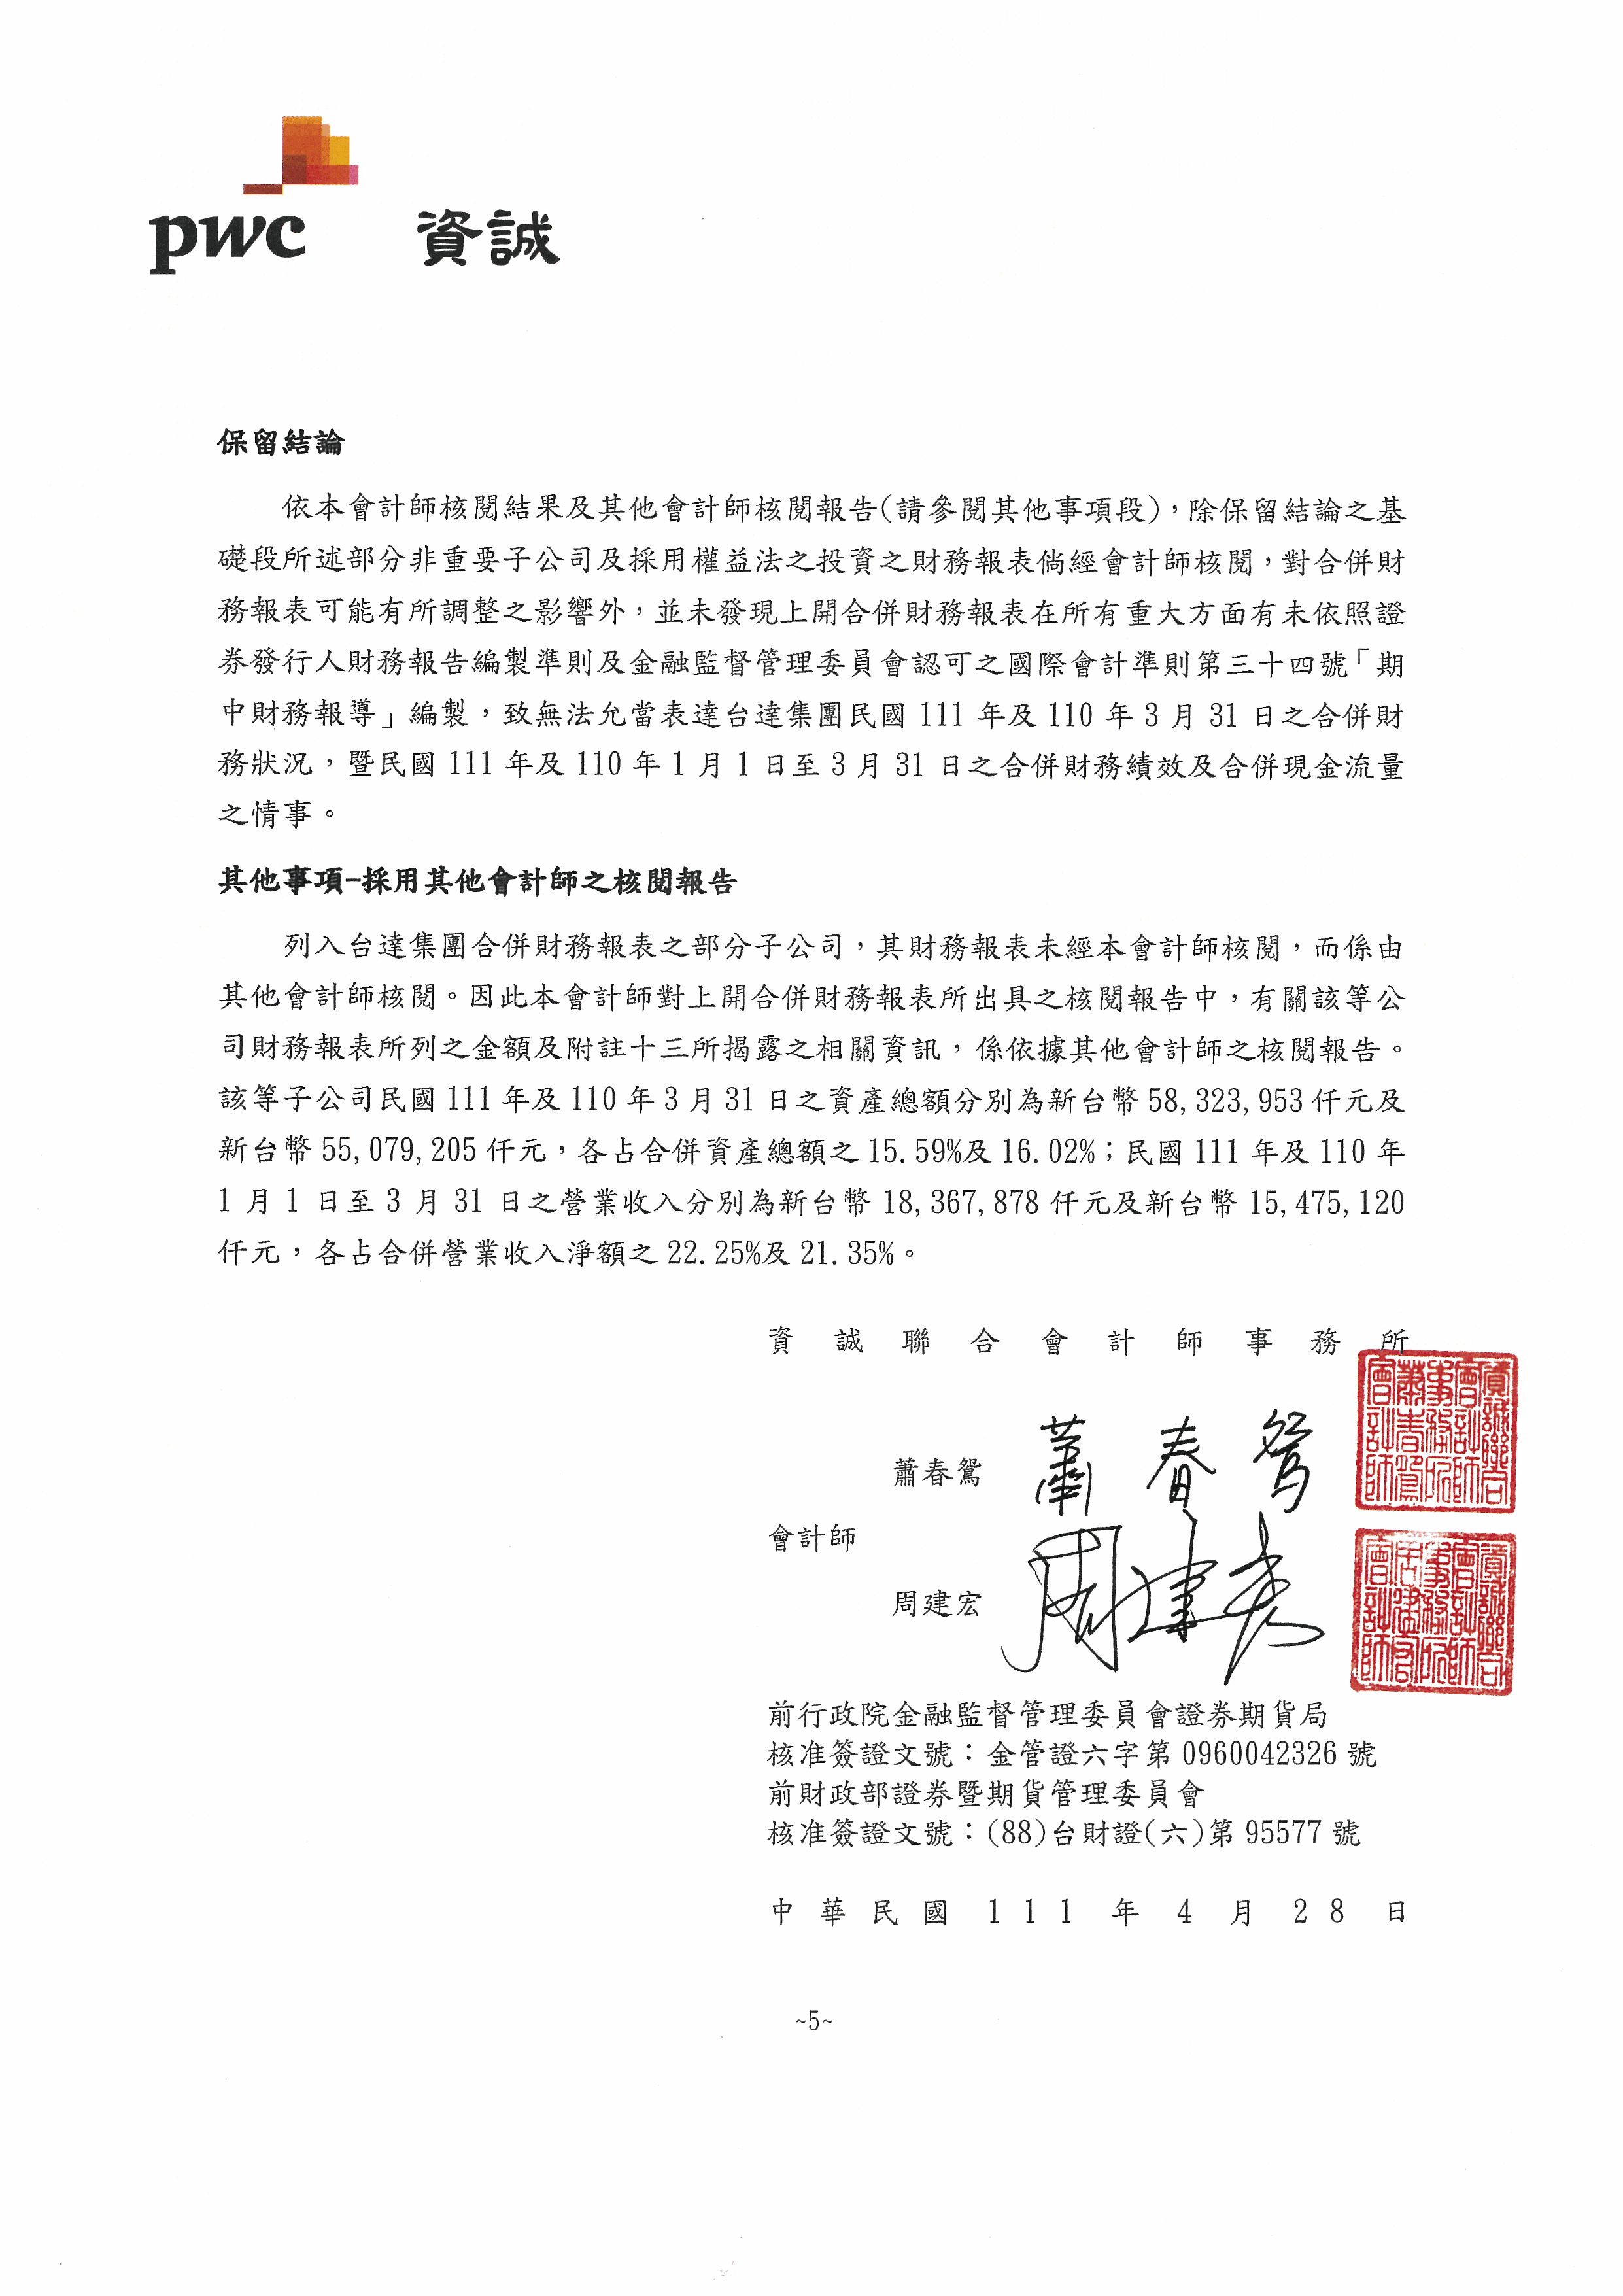 pwc 資誠
保留結論
依本會計師核閱結果及其他會計師核閱報告(請參閱其他事項段)，除保留結論之基
礎段所述部分非重要子公司及採用權益法之投資之財務報表倘經會計師核閱，對合併財
務報表可能有所調整之影響外，並未發現上開合併財務報表在所有重大方面有未依照證
券發行人財務報告編製準則及金融監督管理委員會認可之國際會計準則第三十四號「期
中財務報導」編製，致無法允當表達台達集團民國 111 年及 110 年 3 月 31 日之合併財
務狀況，暨民國 111 年及 110 年 1 月 1 日至 3 月 31 日之合併財務績效及合併現金流量
之情事。
其他事項-採用其他會計師之核閱報告
列入台達集團合併財務報表之部分子公司，其財務報表未經本會計師核閱，而係由
其他會計師核閱。因此本會計師對上開合併財務報表所出具之核閱報告中，有關該等公
司財務報表所列之金額及附註十三所揭露之相關資訊，係依據其他會計師之核閱報告。
該等子公司民國 111 年及 110 年 3 月 31 日之資產總額分別為新台幣 58,323,953 仟元及
新台幣 55,079,205 仟元，各占合併資產總額之 15.59%及 16.02%；民國 111 年及 110 年
1 月 1 日至 3 月 31 日之營業收入分別為新台幣 18,367,878 仟元及新台幣 15,475,120
仟元，各占合併營業收入淨額之 22.25%及 21.35%。
資誠聯合會計師事務所
蕭春鴛 蕭春鴛
會計師
周建宏 周建宏
前行政院金融監督管理委員會證券期貨局
核准簽證文號：金管證六字第 0960042326 號
前財政部證券暨期貨管理委員會
核准簽證文號：(88)台財證(六)第 95577 號
中華民國 111 年 4 月 28 日
~5~